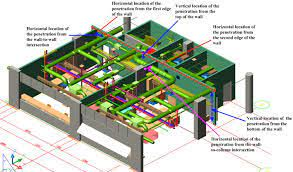 Horizontal location of
the penetration from
the wall-to-wall
intersection
Horizontal location of the
penetration from the first edge
of the wall
Vertical location of the
penetration from the
top of the wall
Horizontal location of
the penetration from
the second edge of the
wall
Vertical location of the
penetration from the
bottom of the wall
Horizontal location of the
penetration from the-wall
to-column intersection